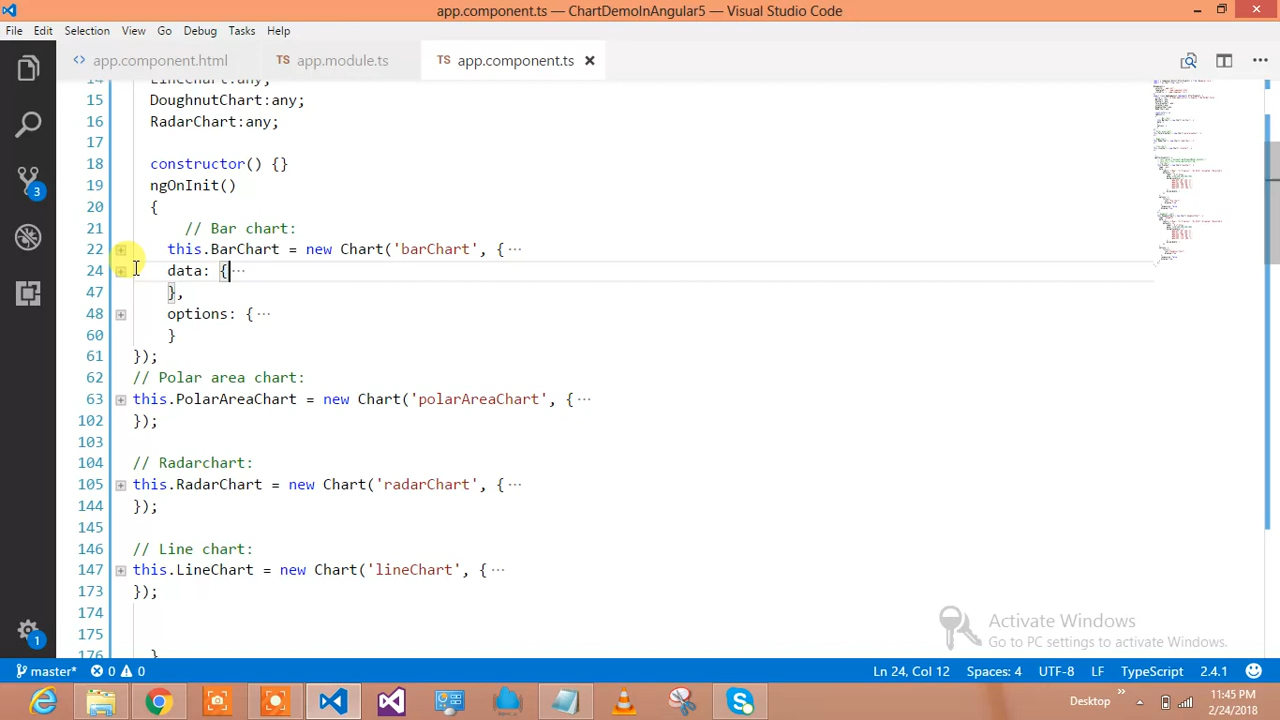 app.component.ts — ChartDemoInAngular5 — Visual Studio Code
File Edit Selection View Go Debug Tasks Help
app.component.html TS app.module.ts TS app.component.ts
14 LineChart:any;
15 DoughnutChart:any;
16 RadarChart:any;
17
18 constructor() {}
19 ngOnInit()
20 {
21 // Bar chart:
22 this.BarChart = new Chart('barChart', {
24 data: {
47 },
48 options: {
60 }
61 });
62 // Polar area chart:
63 this.PolarAreaChart = new Chart('polarAreaChart', {
102 });
103
104 // Radarchart:
105 this.RadarChart = new Chart('radarChart', {
144 });
145
146 // Line chart:
147 this.LineChart = new Chart('lineChart', {
173 });
174
175
176 }
3
1
Activate Windows
Go to PC settings to activate Windows.
master* 0 0 Ln 24, Col 12 Spaces: 4 UTF-8 LF TypeScript 2.4.1
Desktop 11:45 PM
2/24/2018